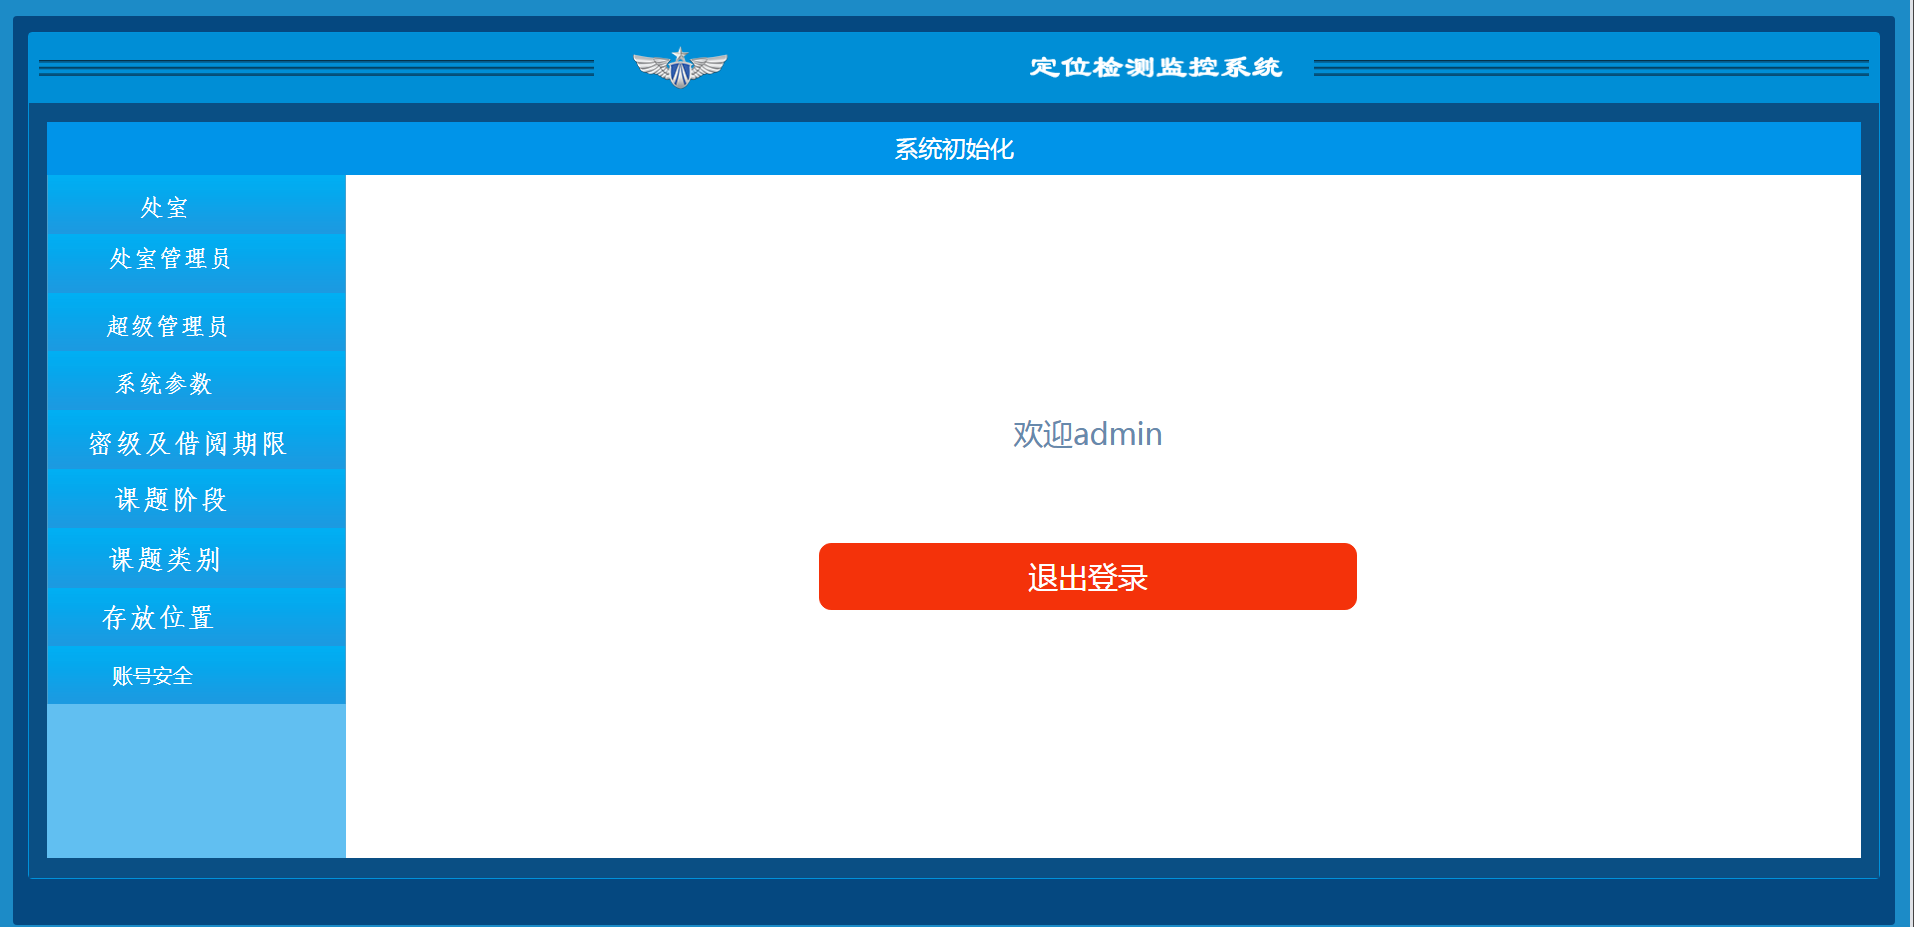 定位检测监控系统
系统初始化
处室
处室管理员
超级管理员
系统参数
密级及借阅期限
课题阶段
课题类别
存放位置
账号安全
欢迎admin
退出登录